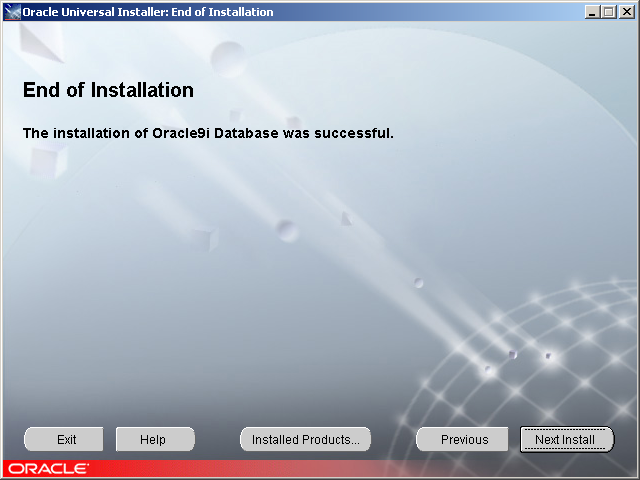 Oracle Universal Installer: End of Installation
End of Installation
The installation of Oracle9i Database was successful.
Exit Help Installed Products... Previous Next Install
ORACLE